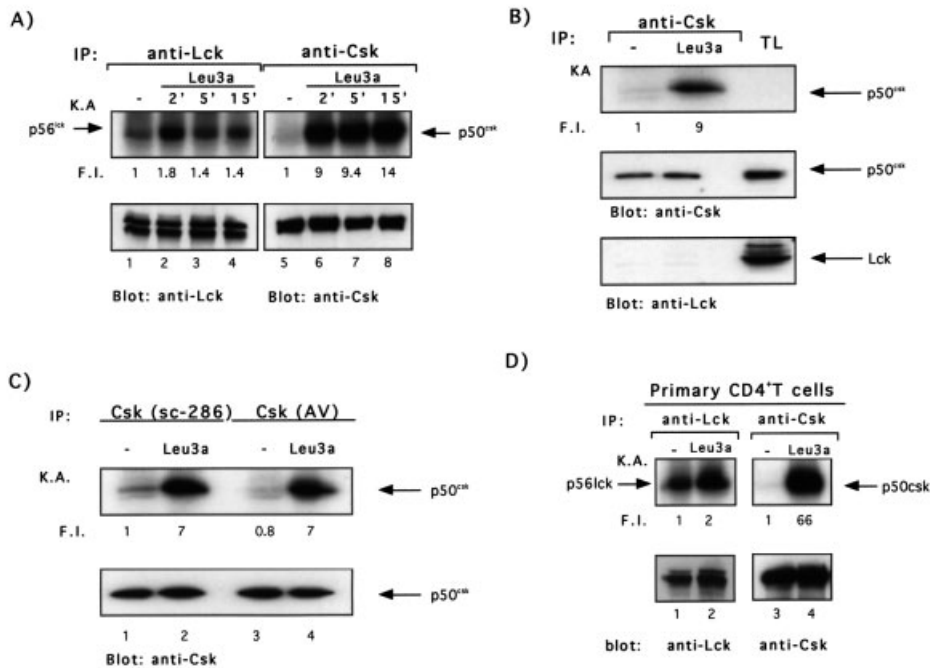 A)
IP: anti-Lck anti-Csk
Leu3a Leu3a
K.A - 2' 5' 15' - 2' 5' 15'
p56lck p50csk
F.I. 1 1.8 1.4 1.4 1 9 9.4 14
1 2 3 4 5 6 7 8
Blot: anti-Lck Blot: anti-Csk
B)
anti-Csk
IP: - Leu3a TL
KA
p50csk
F.I. 1 9
p50csk
Blot: anti-Csk
Lck
Blot: anti-Lck
C)
IP: Csk (sc-286) Csk (AV)
- Leu3a - Leu3a
K.A.
p50csk
F.I. 1 7 0.8 7
p50csk
1 2 3 4
Blot: anti-Csk
D)
Primary CD4+T cells
IP: anti-Lck anti-Csk
- Leu3a - Leu3a
K.A.
p56lck p50csk
F.I. 1 2 1 66
1 2 3 4
blot: anti-Lck anti-Csk